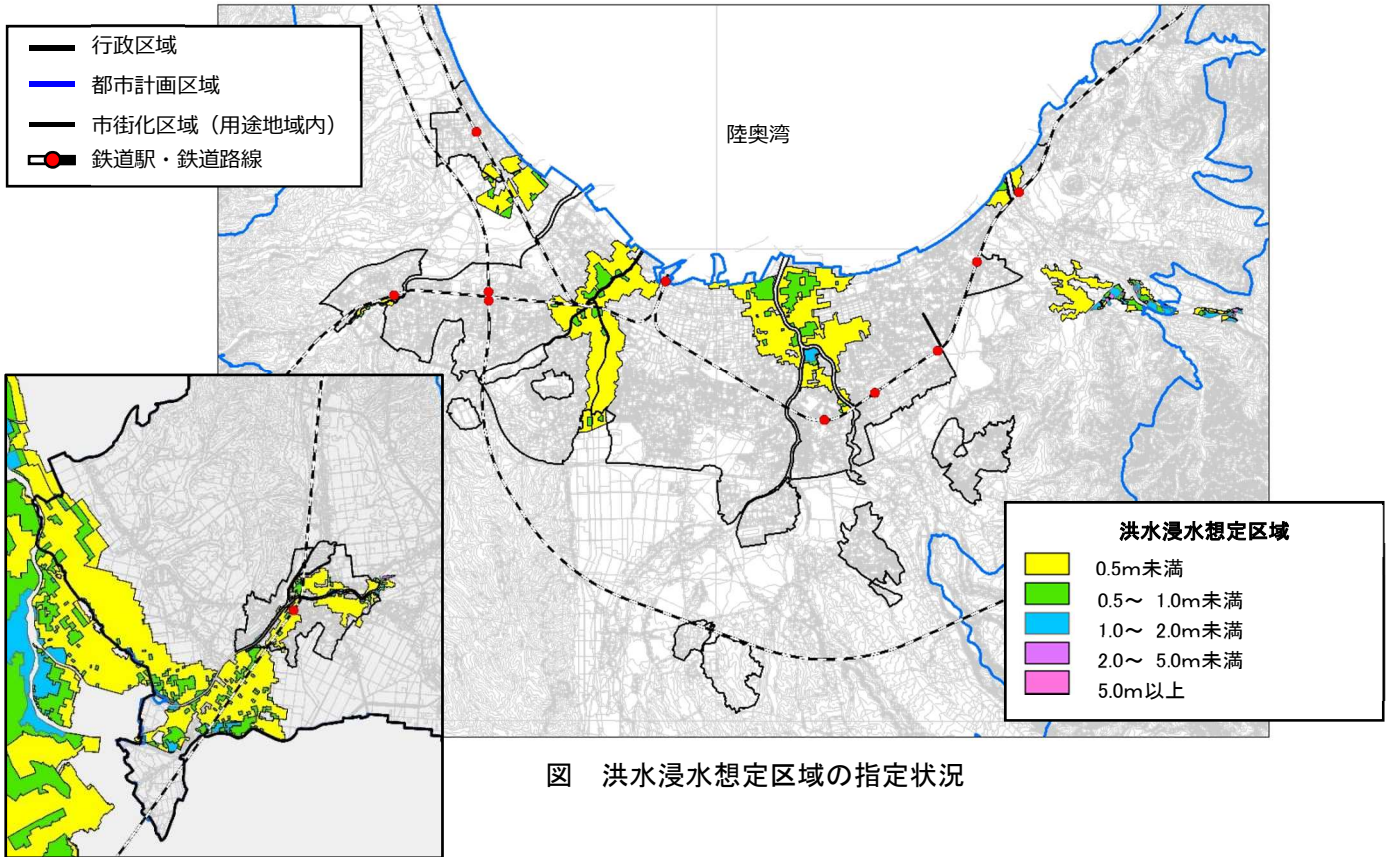 行政区域
都市計画区域
市街化区域（用途地域内）
鉄道駅・鉄道路線
陸奥湾
洪水浸水想定区域
0.5m未満
0.5～ 1.0m未満
1.0～ 2.0m未満
2.0～ 5.0m未満
5.0m以上
図　洪水浸水想定区域の指定状況